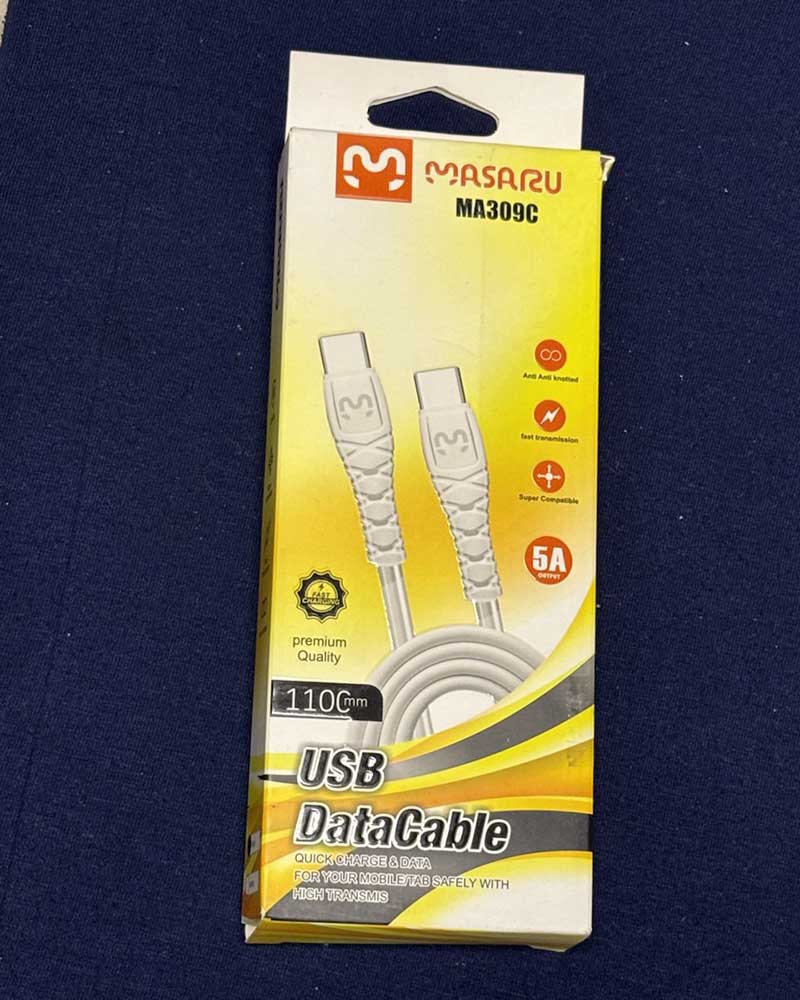 MASARU
MA309C
Anti Anti knotted
fast transmission
Super Compatible
5A
OUTPUT
FAST
CHARGING
premium
Quality
1100mm
USB
DataCable
QUICK CHARGE & DATA
FOR YOUR MOBILE/TAB SAFELY WITH
HIGH TRANSMIS